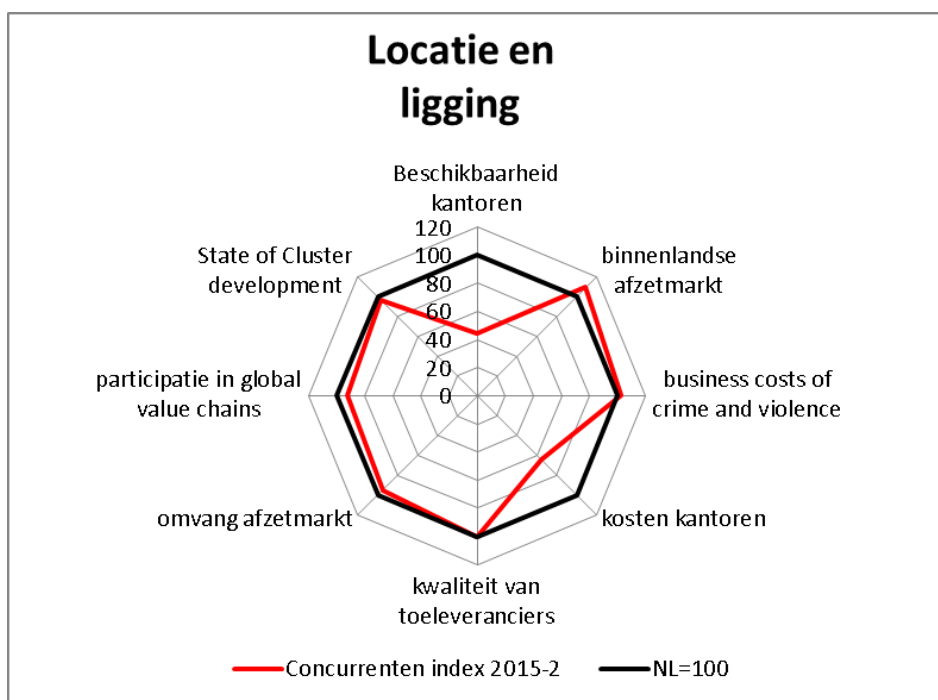 Locatie en
ligging
Beschikbaarheid
kantoren
120
100
80
60
40
20
0
binnenlandse
afzetmarkt
business costs of
crime and violence
kosten kantoren
kwaliteit van
toeleveranciers
omvang afzetmarkt
participatie in global
value chains
State of Cluster
development
Concurrenten index 2015-2
NL=100